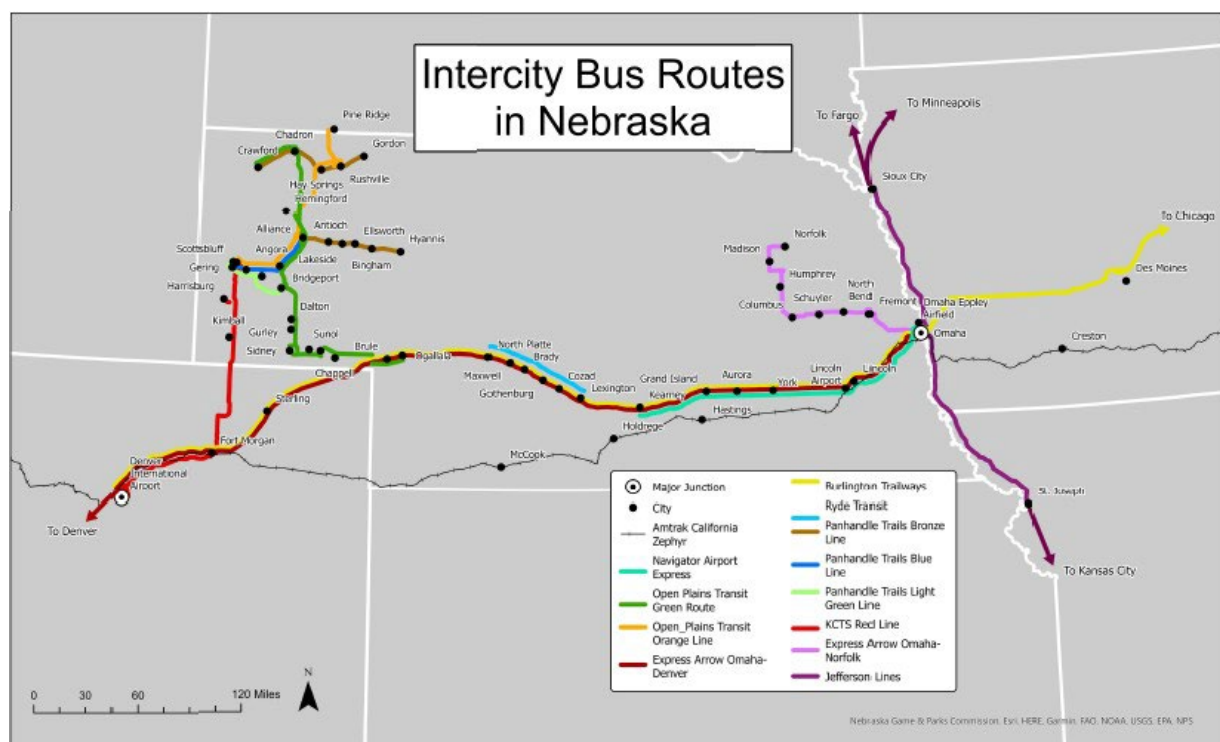 Intercity Bus Routes
in Nebraska
To Minneapolis
To Fargo
Pine Ridge
Chadron
Gordon
Crawford
Hay Springs
Rushville
Hemingford
Sioux City
Alliance
Antioch
Ellsworth
Hyannis
Norfolk
Madison
To Chicago
Scottsbluff
Angora
Lakeside
Bingham
Gering
Bridgeport
Harrisburg
Humphrey
Des Moines
Columbus
Schuyler
North
Bend
Fremont
Omaha Eppley
Airfield
Omaha
Dalton
Kimball
Gurley
Sunol
Sidney
Brule
Chappel
Ogallala
North Platte
Brady
Cozad
Maxwell
Gothenburg
Lexington
Creston
Grand Island
Kearney
Aurora
York
Lincoln
Airport
Lincoln
Sterling
Hastings
Holdrege
Fort Morgan
McCook
Denver
International
Airport
To Denver
St. Joseph
To Kansas City
Major Junction
City
Amtrak California
Zephyr
Navigator Airport
Express
Open Plains Transit
Green Route
Open_Plains Transit
Orange Line
Express Arrow Omaha-
Denver
Burlington Trailways
Ryde Transit
Panhandle Trails Bronze
Line
Panhandle Trails Blue
Line
Panhandle Trails Light
Green Line
KCTS Red Line
Express Arrow Omaha-
Norfolk
Jefferson Lines
N
0 30 60 120 Miles
Nebraska Game & Parks Commission, Esri, HERE, Garmin, FAO, NOAA, USGS, EPA, NPS